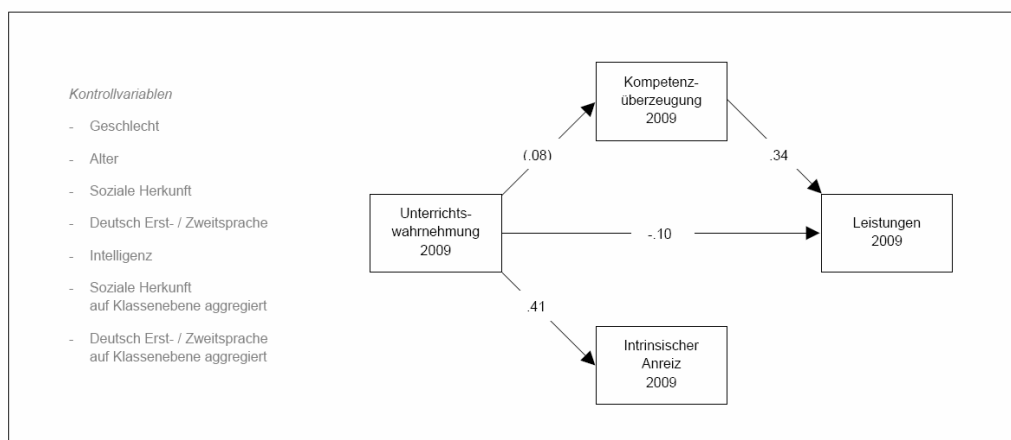 Kontrollvariablen
- Geschlecht
- Alter
- Soziale Herkunft
- Deutsch Erst- / Zweitsprache
- Intelligenz
- Soziale Herkunft
auf Klassenebene aggregiert
- Deutsch Erst- / Zweitsprache
auf Klassenebene aggregiert
Kompetenz-
überzeugung
2009
(.08)
.34
Unterrichts-
wahrnehmung
2009
-.10
Leistungen
2009
.41
Intrinsischer
Anreiz
2009